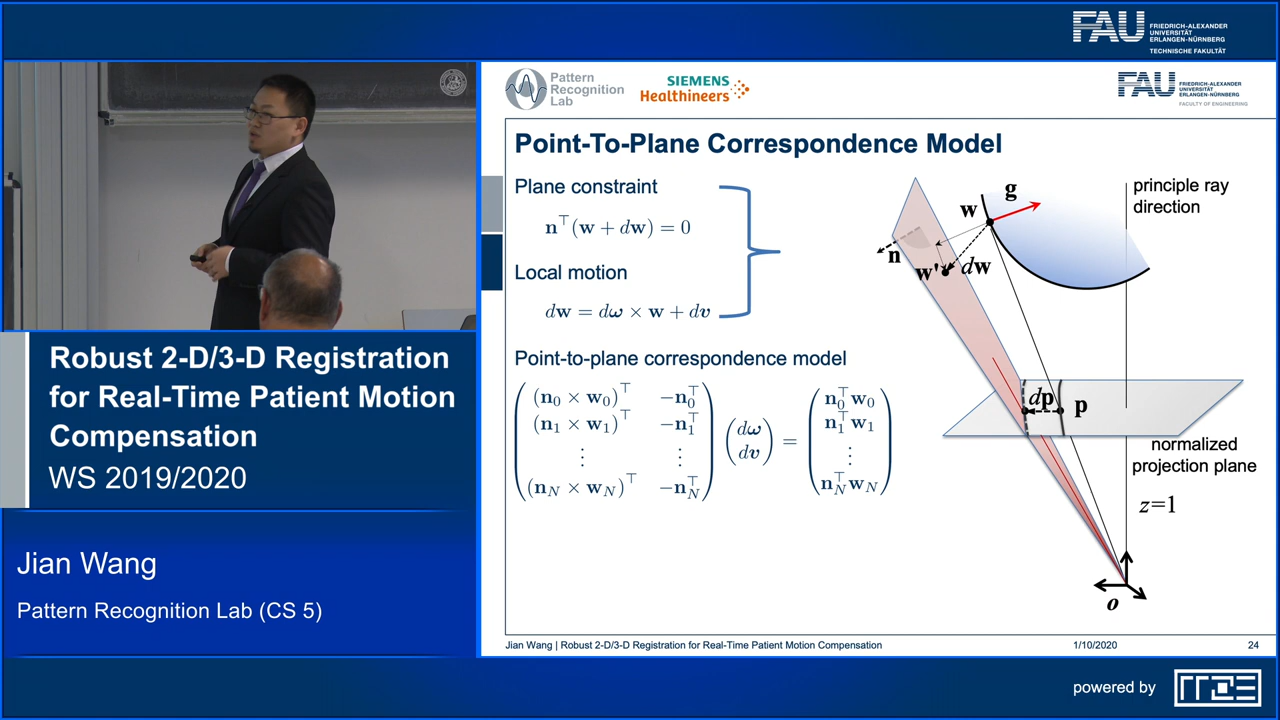 FAU
FRIEDRICH-ALEXANDER
UNIVERSITÄT
ERLANGEN-NÜRNBERG
TECHNISCHE FAKULTÄT
Pattern
Recognition
Lab
SIEMENS
Healthineers
FAU
FRIEDRICH-ALEXANDER
UNIVERSITÄT
ERLANGEN-NÜRNBERG
FACULTY OF ENGINEERING
Point-To-Plane Correspondence Model
Plane constraint
n⊤(w + dw) = 0
Local motion
dw = dω × w + dv
Point-to-plane correspondence model
(n₀ × w₀)⊤ −n₀⊤
(n₁ × w₁)⊤ −n₁⊤
⋮ ⋮
(n_N × w_N)⊤ −n_N⊤
dω
dv
=
n₀⊤w₀
n₁⊤w₁
⋮
n_N⊤w_N
principle ray
direction
g
w
n
w'
dw
dp
p
normalized
projection plane
z=1
o
Jian Wang | Robust 2-D/3-D Registration for Real-Time Patient Motion Compensation
1/10/2020
24
Robust 2-D/3-D Registration
for Real-Time Patient Motion
Compensation
WS 2019/2020
Jian Wang
Pattern Recognition Lab (CS 5)
powered by